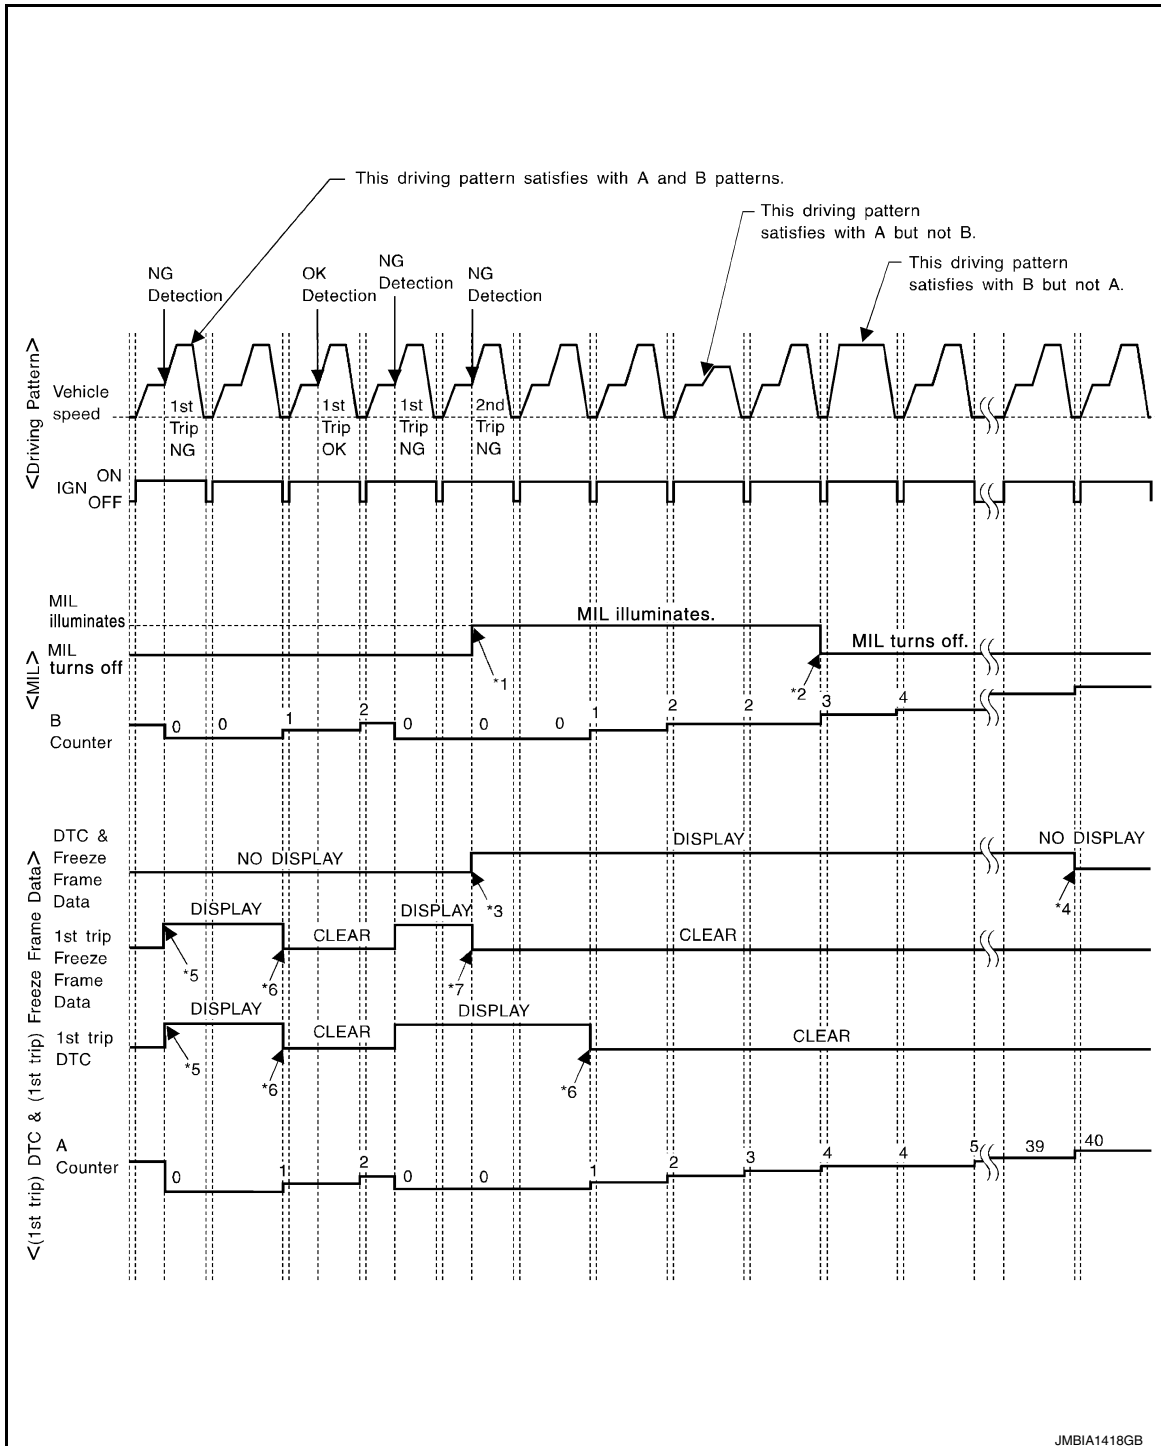 This driving pattern satisfies with A and B patterns.
This driving pattern
satisfies with A but not B.
This driving pattern
satisfies with B but not A.
NG
Detection
OK
Detection
NG
Detection
NG
Detection
<Driving Pattern>
Vehicle
speed
1st
Trip
NG
1st
Trip
OK
1st
Trip
NG
2nd
Trip
NG
IGN
ON
OFF
<MIL>
MIL
illuminates
MIL illuminates.
MIL
turns off
MIL turns off.
*1
*2
B
Counter
0 0 1 2 0 0 0 1 2 2 3 4
<(1st trip) DTC & (1st trip) Freeze Frame Data>
DTC &
Freeze
Frame
Data
NO DISPLAY
DISPLAY
NO DISPLAY
*3
*4
1st trip
Freeze
Frame
Data
DISPLAY
CLEAR
DISPLAY
CLEAR
*5
*6
*7
1st trip
DTC
DISPLAY
CLEAR
DISPLAY
CLEAR
*5
*6
*6
A
Counter
0 1 2 0 0 1 2 3 4 4 5 39 40
JMBIA1418GB